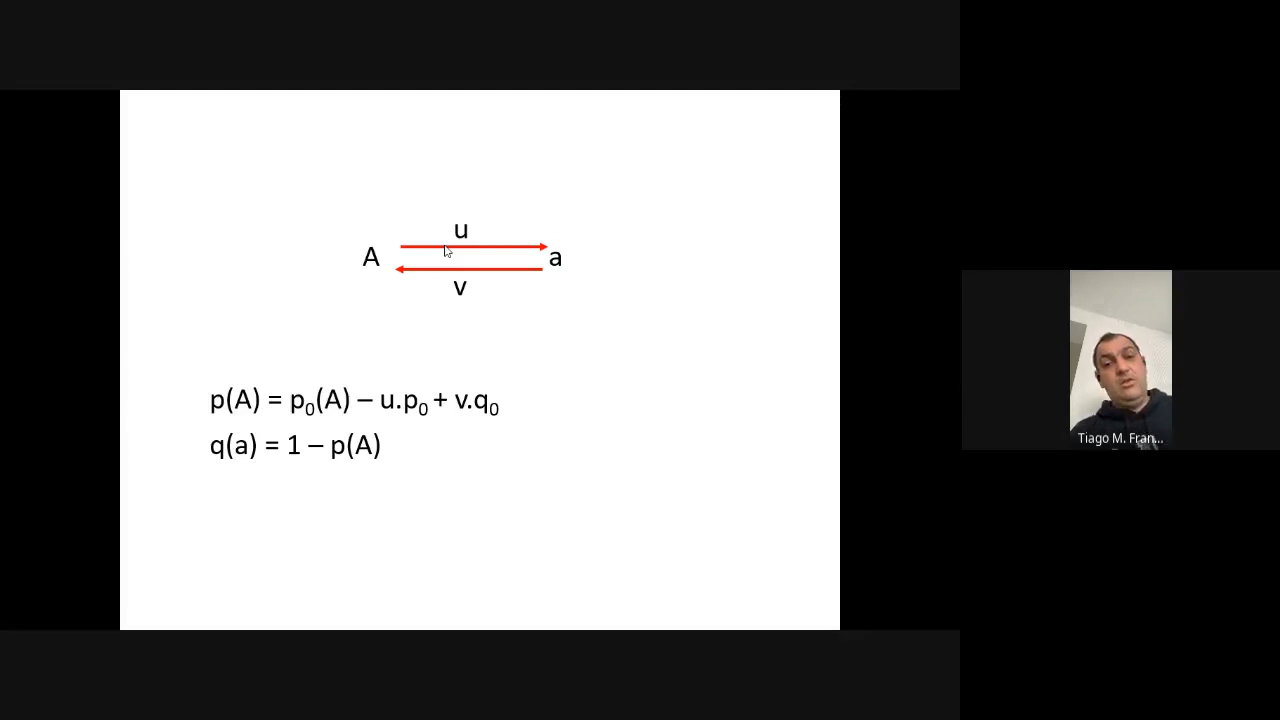 u
A a
v
p(A) = p₀(A) – u.p₀ + v.q₀
q(a) = 1 – p(A)
Tiago M. Fran...